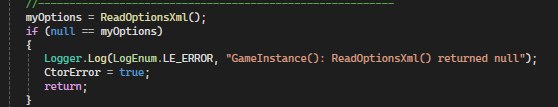 //----------------------------------------------------------
myOptions = ReadOptionsXml();
if (null == myOptions)
{
Logger.Log(LogEnum.LE_ERROR, "GameInstance(): ReadOptionsXml() returned null");
CtorError = true;
return;
}